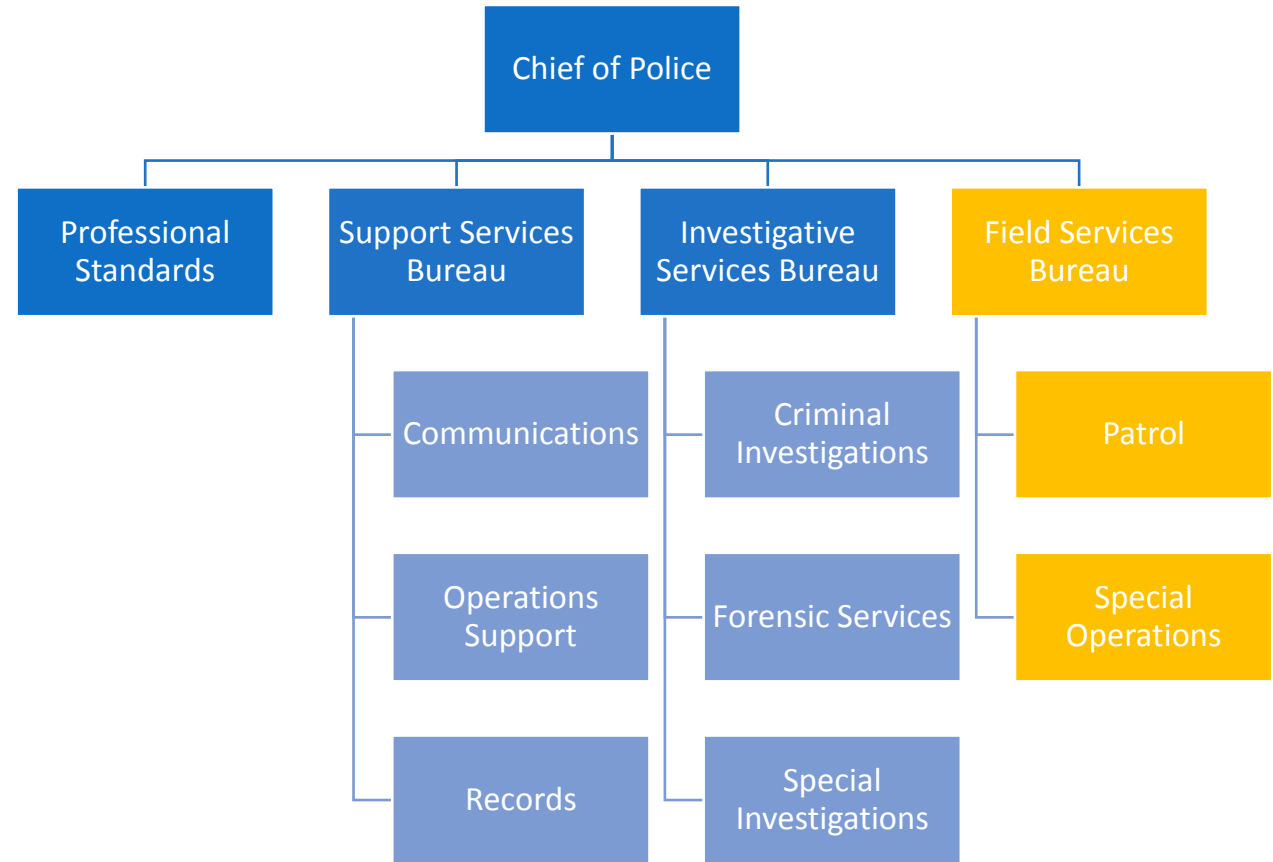 Chief of Police
Professional
Standards
Support Services
Bureau
Investigative
Services Bureau
Field Services
Bureau
Communications
Operations
Support
Records
Criminal
Investigations
Forensic Services
Special
Investigations
Patrol
Special
Operations